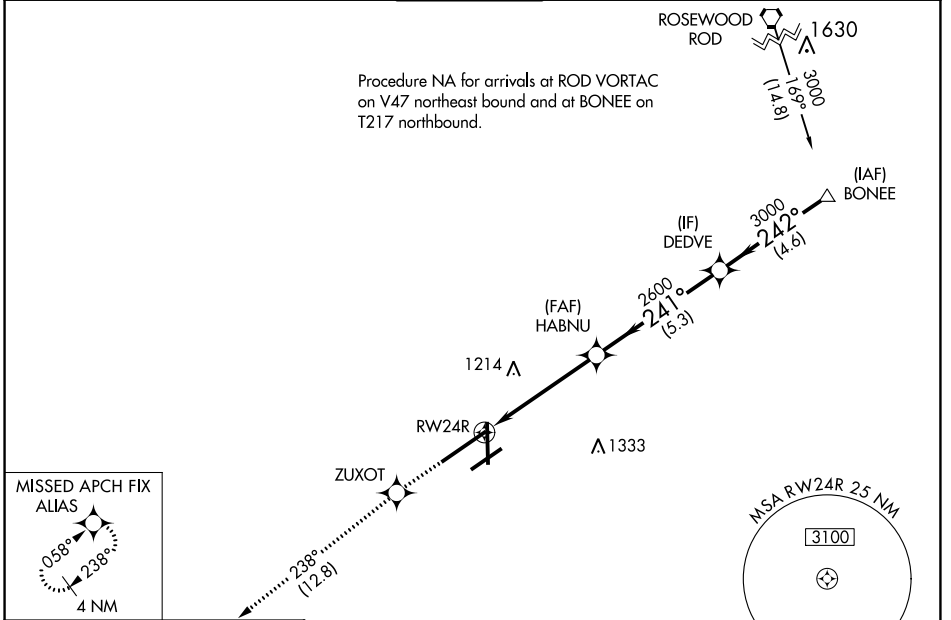 ROSEWOOD
ROD
1630
3000
169°
(14.8)
Procedure NA for arrivals at ROD VORTAC
on V47 northeast bound and at BONEE on
T217 northbound.
(IAF)
BONEE
3000
242°
(4.6)
(IF)
DEDVE
2600
241°
(5.3)
(FAF)
HABNU
1214
RW24R
1333
ZUXOT
238°
(12.8)
MISSED APCH FIX
ALIAS
058°
238°
4 NM
MSA RW24R 25 NM
3100